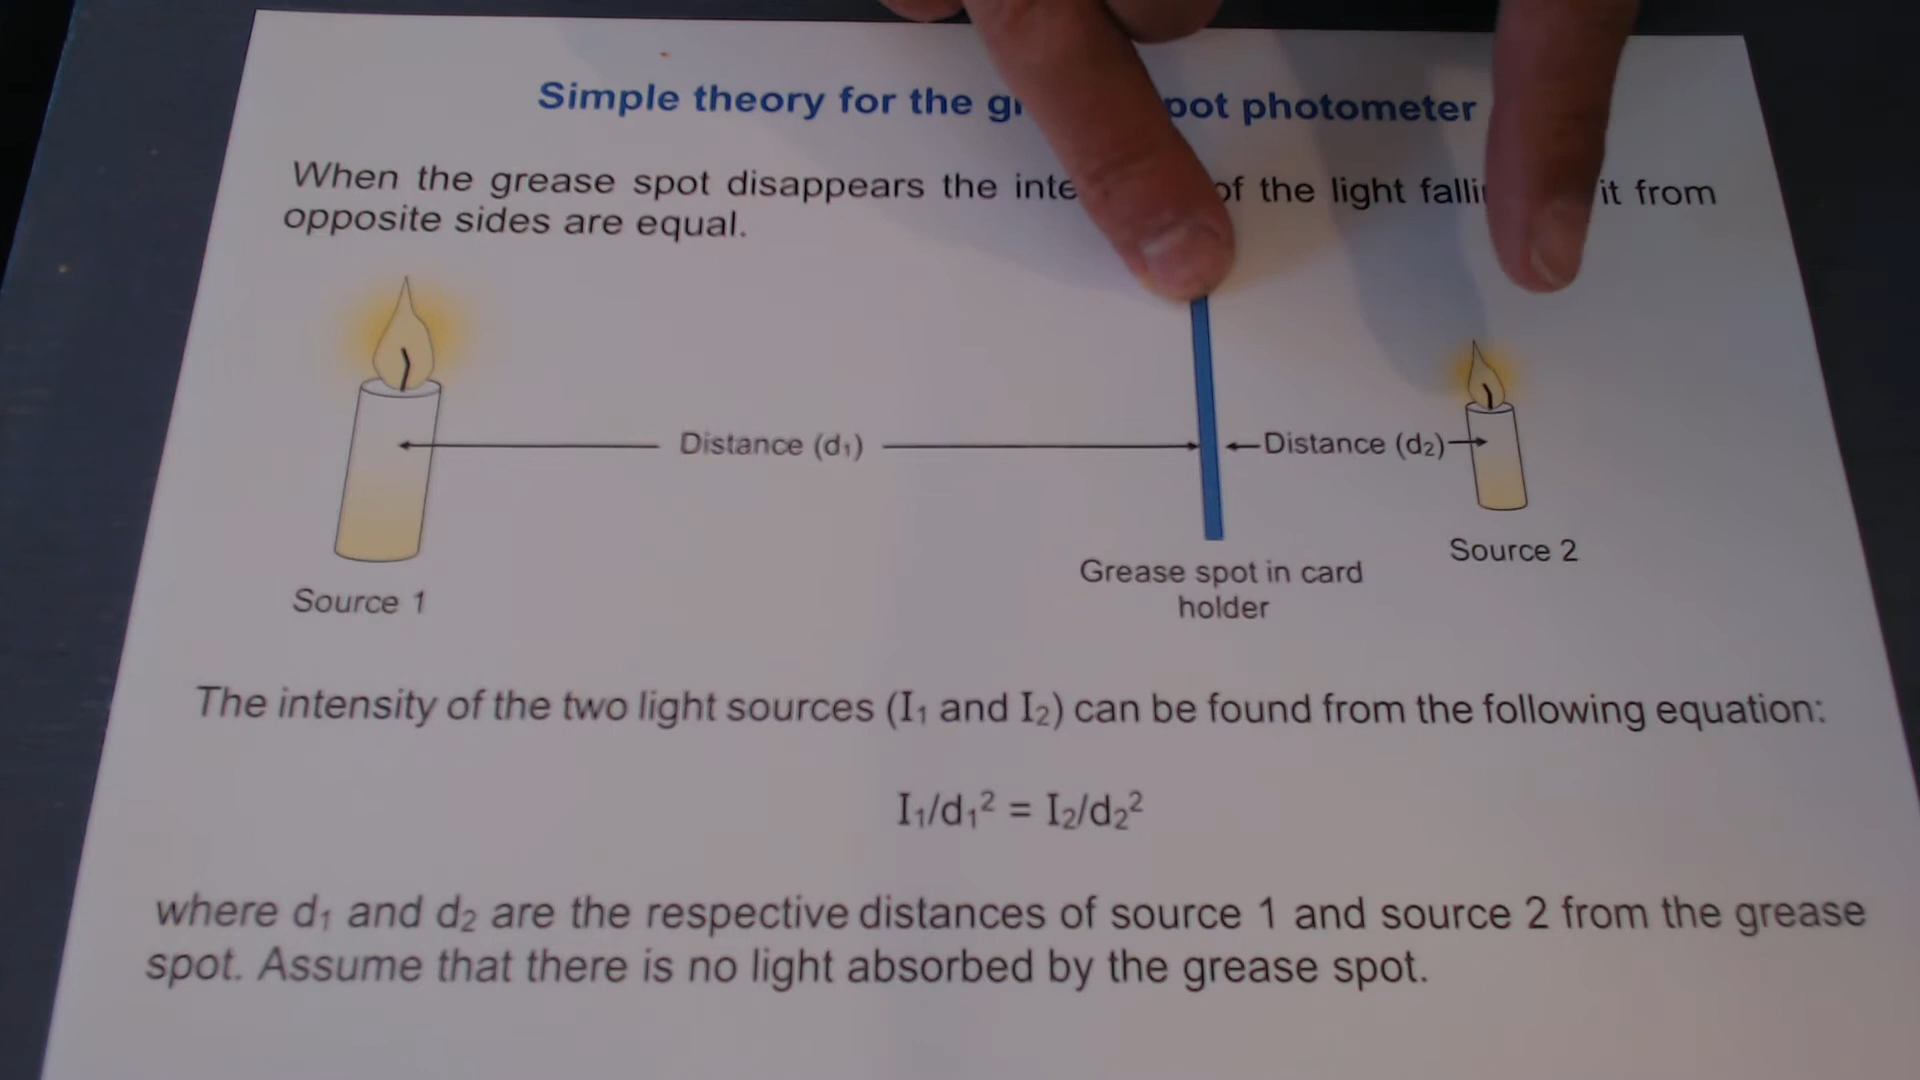 Simple theory for the spot photometer
When the grease spot disappears the of the light it from
opposite sides are equal.
Distance (d₁)
Distance (d₂)
Source 2
Grease spot in card
holder
Source 1
The intensity of the two light sources (I₁ and I₂) can be found from the following equation:
I₁/d₁² = I₂/d₂²
where d₁ and d₂ are the respective distances of source 1 and source 2 from the grease
spot. Assume that there is no light absorbed by the grease spot.